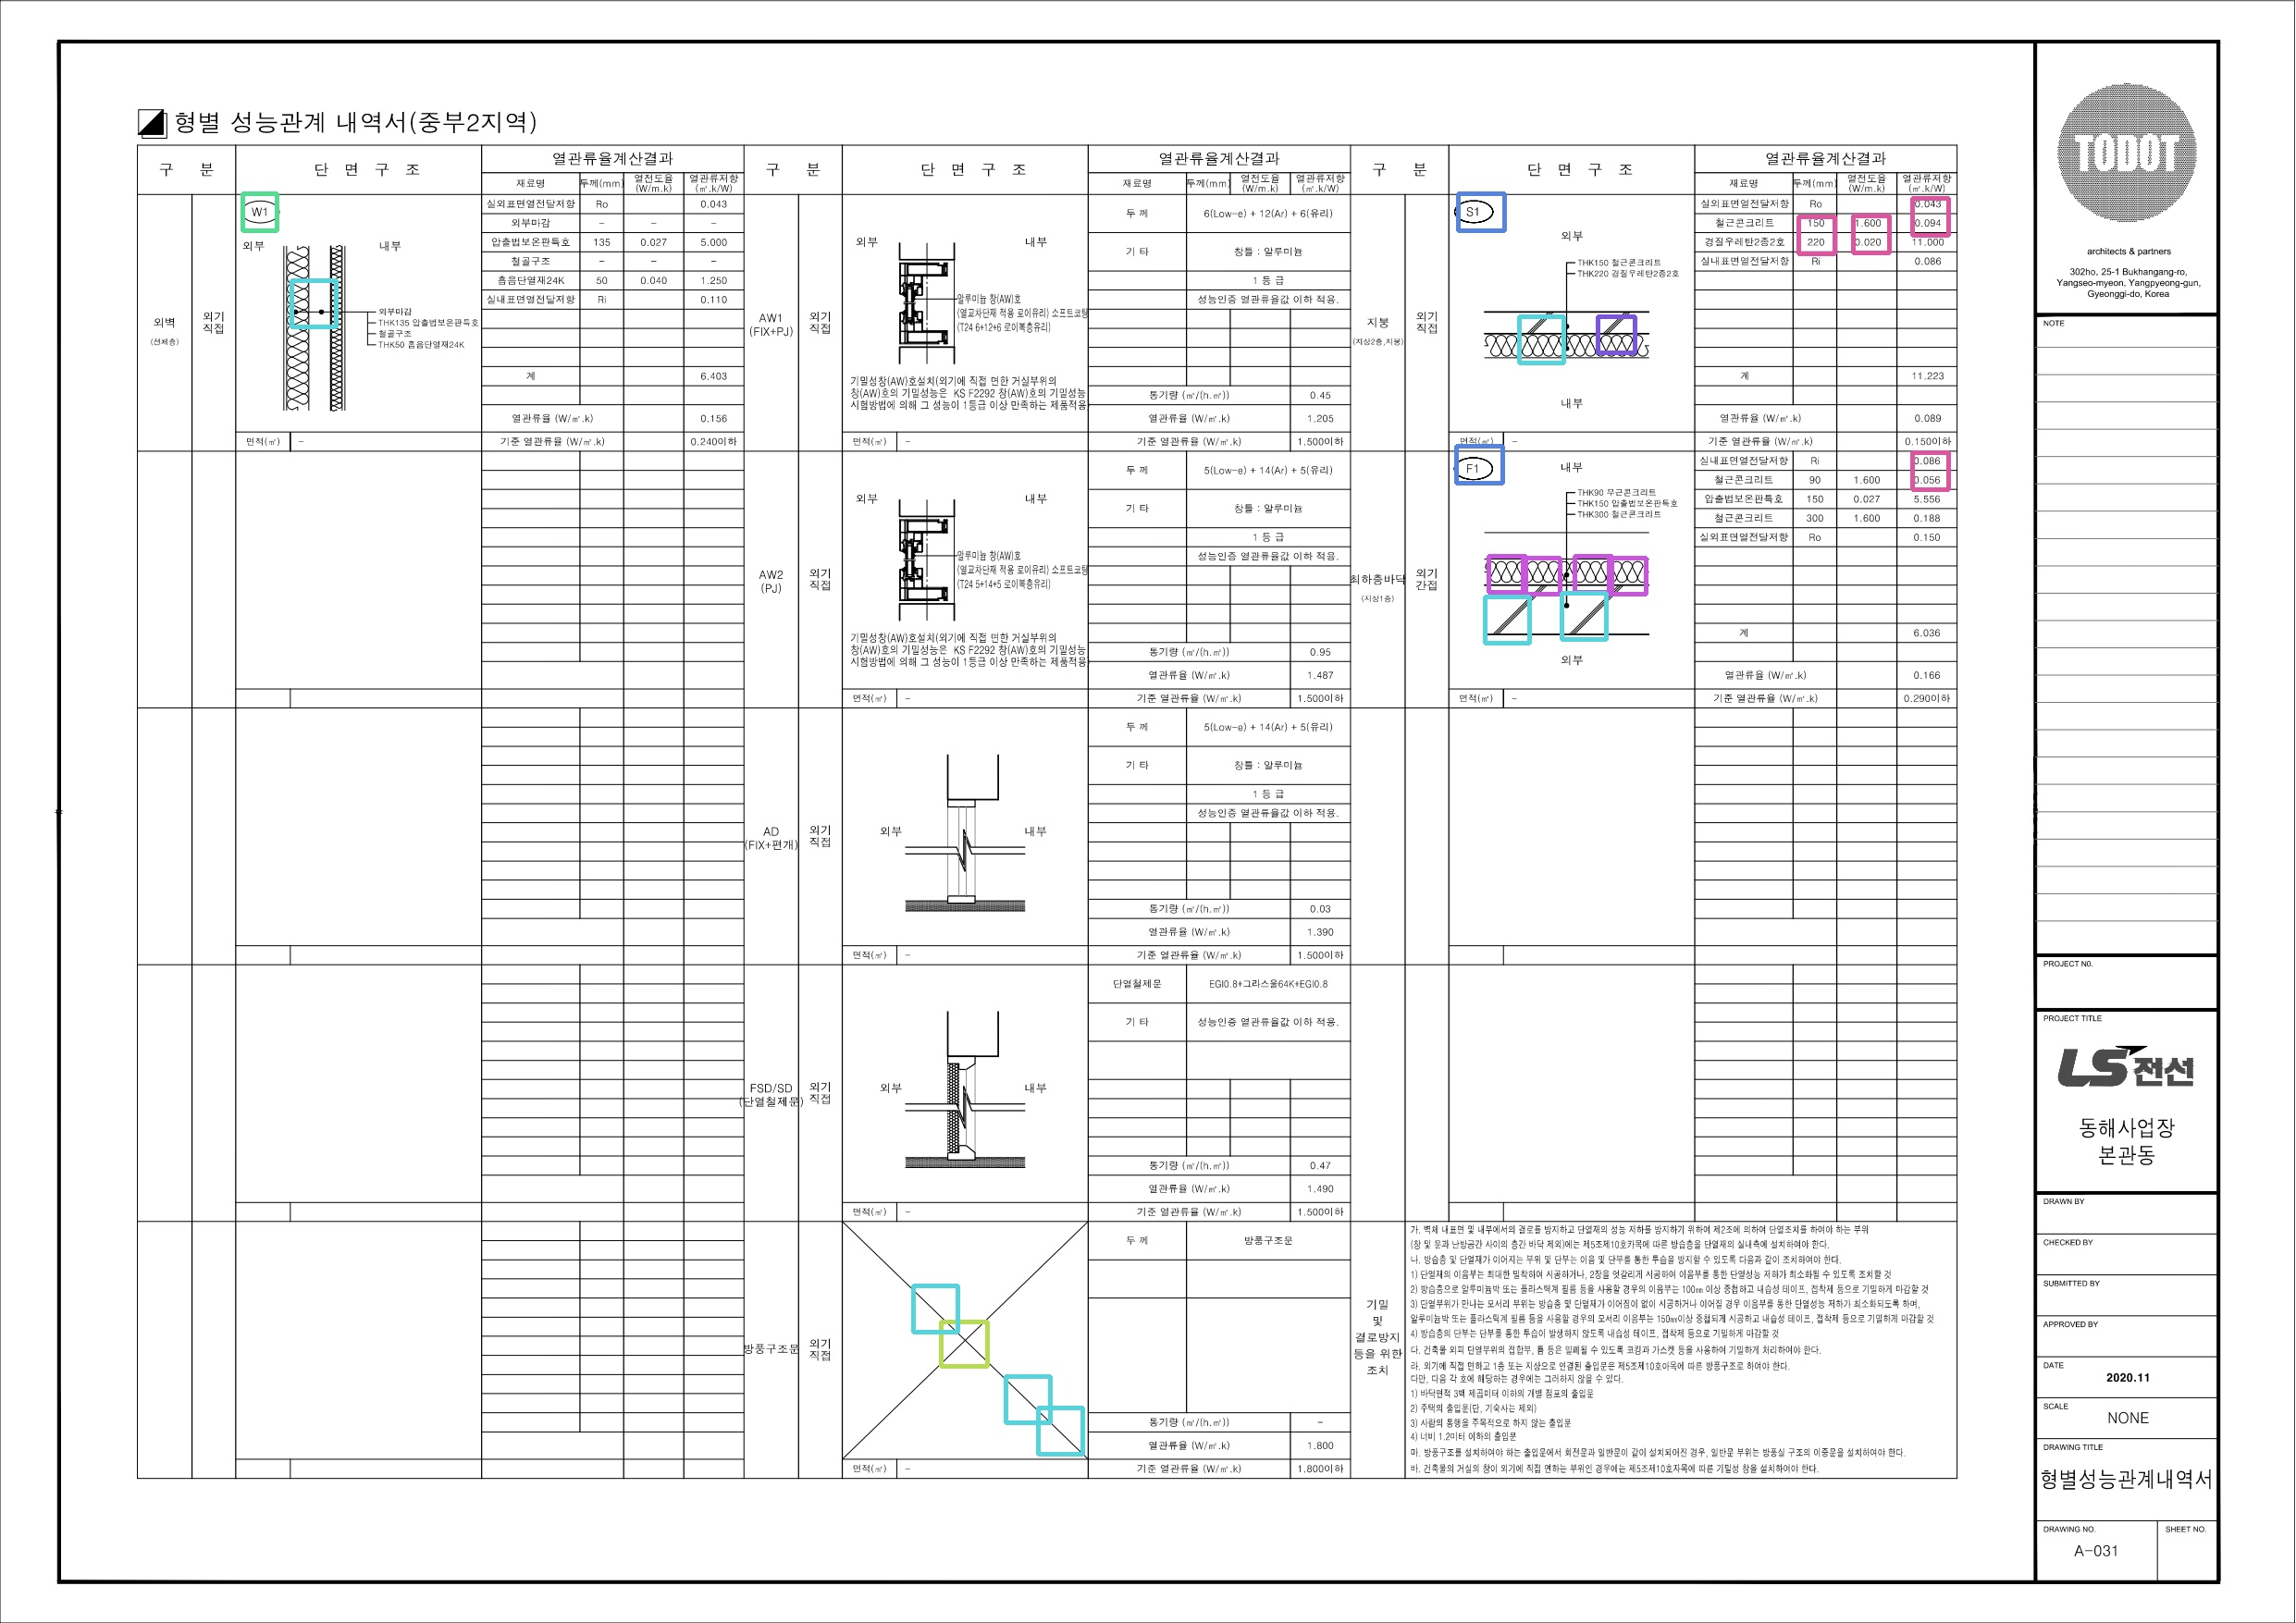 형별 성능관계 내역서(중부2지역)
구 분
단 면 구 조
열관류율계산결과
재료명
두께(mm)
열전도율
(W/m.k)
열관류저항
(㎡.k/W)
구 분
단 면 구 조
열관류율계산결과
재료명
두께(mm)
열전도율
(W/m.k)
열관류저항
(㎡.k/W)
구 분
단 면 구 조
열관류율계산결과
재료명
두께(mm)
열전도율
(W/m.k)
열관류저항
(㎡.k/W)
외벽
(전체층)
외기
직접
W1
외부
내부
외부마감
THK135 압출법보온판특호
철골구조
THK50 흡음단열재24K
실외표면열전달저항 Ro 0.043
외부마감 - - -
압출법보온판특호 135 0.027 5.000
철골구조 - - -
흡음단열재24K 50 0.040 1.250
실내표면열전달저항 Ri 0.110
계 6.403
열관류율 (W/㎡.k) 0.156
면적(㎡) -
기준 열관류율 (W/㎡.k) 0.240이하
AW1
(FIX+PJ)
외기
직접
외부
내부
알루미늄 창(AW)호
(열교차단재 적용 로이유리) 소프트코팅
(T24 6+12+6 로이복층유리)
기밀성창(AW)호설치(외기에 직접 면한 거실부위의
창(AW)호의 기밀성능은 KS F2292 창(AW)호의 기밀성능
시험방법에 의해 그 성능이 1등급 이상 만족하는 제품적용
두 께 6(Low-e) + 12(Ar) + 6(유리)
기 타 창틀 : 알루미늄
1 등 급
성능인증 열관류율값 이하 적용.
통기량 (㎥/(h.㎡)) 0.45
열관류율 (W/㎡.k) 1.205
면적(㎡) -
기준 열관류율 (W/㎡.k) 1.500이하
지붕
(지상2층,지붕)
외기
직접
S1
외부
THK150 철근콘크리트
THK220 경질우레탄2종2호
내부
실외표면열전달저항 Ro 0.043
철근콘크리트 150 1.600 0.094
경질우레탄2종2호 220 0.020 11.000
실내표면열전달저항 Ri 0.086
계 11.223
열관류율 (W/㎡.k) 0.089
면적(㎡) -
기준 열관류율 (W/㎡.k) 0.150이하
AW2
(PJ)
외기
직접
외부
내부
알루미늄 창(AW)호
(열교차단재 적용 로이유리) 소프트코팅
(T24 5+14+5 로이복층유리)
기밀성창(AW)호설치(외기에 직접 면한 거실부위의
창(AW)호의 기밀성능은 KS F2292 창(AW)호의 기밀성능
시험방법에 의해 그 성능이 1등급 이상 만족하는 제품적용
두 께 5(Low-e) + 14(Ar) + 5(유리)
기 타 창틀 : 알루미늄
1 등 급
성능인증 열관류율값 이하 적용.
통기량 (㎥/(h.㎡)) 0.95
열관류율 (W/㎡.k) 1.487
면적(㎡) -
기준 열관류율 (W/㎡.k) 1.500이하
최하층바닥
(지상1층)
외기
간접
F1
내부
THK90 무근콘크리트
THK150 압출법보온판특호
THK300 철근콘크리트
외부
실내표면열전달저항 Ri 0.086
철근콘크리트 90 1.600 0.056
압출법보온판특호 150 0.027 5.556
철근콘크리트 300 1.600 0.188
실외표면열전달저항 Ro 0.150
계 6.036
열관류율 (W/㎡.k) 0.166
면적(㎡) -
기준 열관류율 (W/㎡.k) 0.290이하
AD
(FIX+편개)
외기
직접
외부
내부
두 께 5(Low-e) + 14(Ar) + 5(유리)
기 타 창틀 : 알루미늄
1 등 급
성능인증 열관류율값 이하 적용.
통기량 (㎥/(h.㎡)) 0.03
열관류율 (W/㎡.k) 1.390
면적(㎡) -
기준 열관류율 (W/㎡.k) 1.500이하
FSD/SD
(단열철제문)
외기
직접
외부
내부
단열철제문 EGI0.8+그라스울64K+EGI0.8
기 타 성능인증 열관류율값 이하 적용.
통기량 (㎥/(h.㎡)) 0.47
열관류율 (W/㎡.k) 1.490
면적(㎡) -
기준 열관류율 (W/㎡.k) 1.500이하
방풍구조문
외기
직접
두 께 방풍구조문
통기량 (㎥/(h.㎡)) -
열관류율 (W/㎡.k) 1.800
면적(㎡) -
기준 열관류율 (W/㎡.k) 1.800이하
기밀
및
결로방지
등을 위한
조치
가. 벽체 내표면 및 내부에서의 결로를 방지하고 단열재의 성능 저하를 방지하기 위하여 제2조에 의하여 단열조치를 하여야 하는 부위
(창 및 문과 난방공간 사이의 층간 바닥 제외)에는 제5조제10호카목에 따른 방습층을 단열재의 실내측에 설치하여야 한다.
나. 방습층 및 단열재가 이어지는 부위 및 단부는 이음 및 단부를 통한 투습을 방지할 수 있도록 다음과 같이 조치하여야 한다.
1) 단열재의 이음부는 최대한 밀착하여 시공하거나, 2장을 엇갈리게 시공하여 이음부를 통한 단열성능 저하가 최소화될 수 있도록 조치할 것
2) 방습층으로 알루미늄박 또는 플라스틱계 필름 등을 사용할 경우의 이음부는 100㎜ 이상 중첩하고 내습성 테이프, 접착제 등으로 기밀하게 마감할 것
3) 단열부위가 만나는 모서리 부위는 방습층 및 단열재가 이어짐이 없이 시공하거나 이어질 경우 이음부를 통한 단열성능 저하가 최소화되도록 하며,
알루미늄박 또는 플라스틱계 필름 등을 사용할 경우의 모서리 이음부는 150㎜이상 중첩되게 시공하고 내습성 테이프, 접착제 등으로 기밀하게 마감할 것
4) 방습층의 단부는 단부를 통한 투습이 발생하지 않도록 내습성 테이프, 접착제 등으로 기밀하게 마감할 것
다. 건축물 외피 단열부위의 접합부, 틈 등은 밀폐될 수 있도록 코킹과 가스켓 등을 사용하여 기밀하게 처리하여야 한다.
라. 외기에 직접 면하고 1층 또는 지상으로 연결된 출입문은 제5조제10호아목에 따른 방풍구조로 하여야 한다.
다만, 다음 각 호에 해당하는 경우에는 그러하지 않을 수 있다.
1) 바닥면적 3백 제곱미터 이하의 개별 점포의 출입문
2) 주택의 출입문(단, 기숙사는 제외)
3) 사람의 통행을 주목적으로 하지 않는 출입문
4) 너비 1.2미터 이하의 출입문
마. 방풍구조를 설치하여야 하는 출입문에서 회전문과 일반문이 같이 설치되어진 경우, 일반문 부위는 방풍실 구조의 이중문을 설치하여야 한다.
바. 건축물의 거실의 창이 외기에 직접 면하는 부위인 경우에는 제5조제10호자목에 따른 기밀성 창을 설치하여야 한다.
TODOT
architects & partners
302ho, 25-1 Bukhangang-ro,
Yangseo-myeon, Yangpyeong-gun,
Gyeonggi-do, Korea
NOTE
PROJECT NO.
PROJECT TITLE
LS전선
동해사업장
본관동
DRAWN BY
CHECKED BY
SUBMITTED BY
APPROVED BY
DATE
2020.11
SCALE
NONE
DRAWING TITLE
형별성능관계내역서
DRAWING NO.
SHEET NO.
A-031